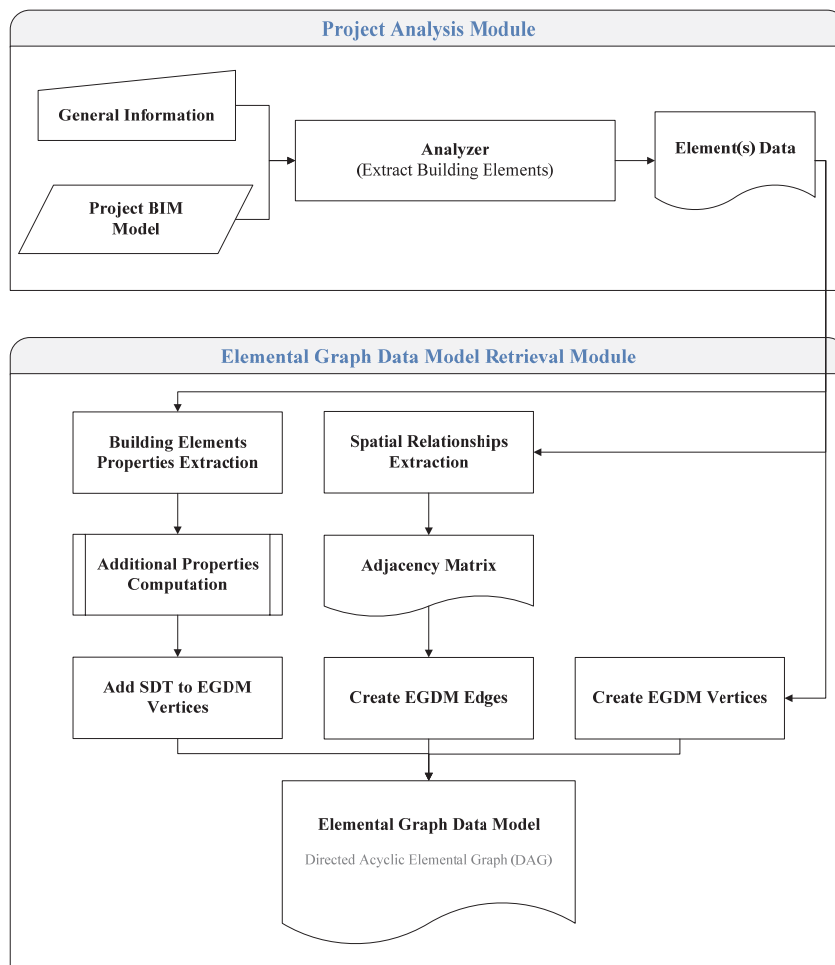 Project Analysis Module
General Information
Project BIM
Model
Analyzer
(Extract Building Elements)
Element(s) Data
Elemental Graph Data Model Retrieval Module
Building Elements
Properties Extraction
Spatial Relationships
Extraction
Additional Properties
Computation
Adjacency Matrix
Add SDT to EGDM
Vertices
Create EGDM Edges
Create EGDM Vertices
Elemental Graph Data Model
Directed Acyclic Elemental Graph (DAG)